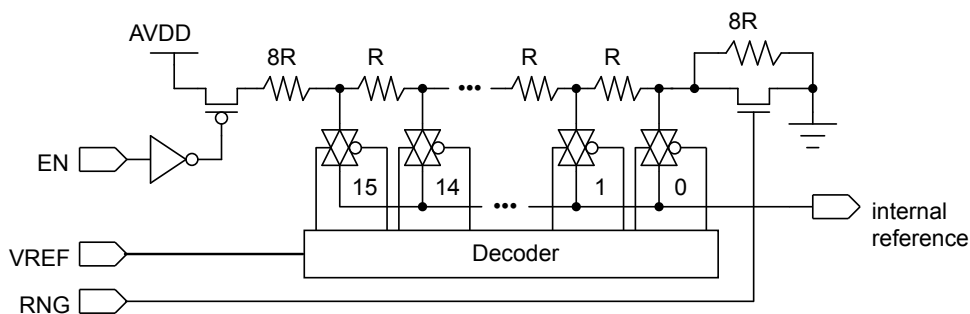 8R
AVDD
8R
R
R
R
•••
EN
15
14
1
0
•••
internal
reference
VREF
Decoder
RNG